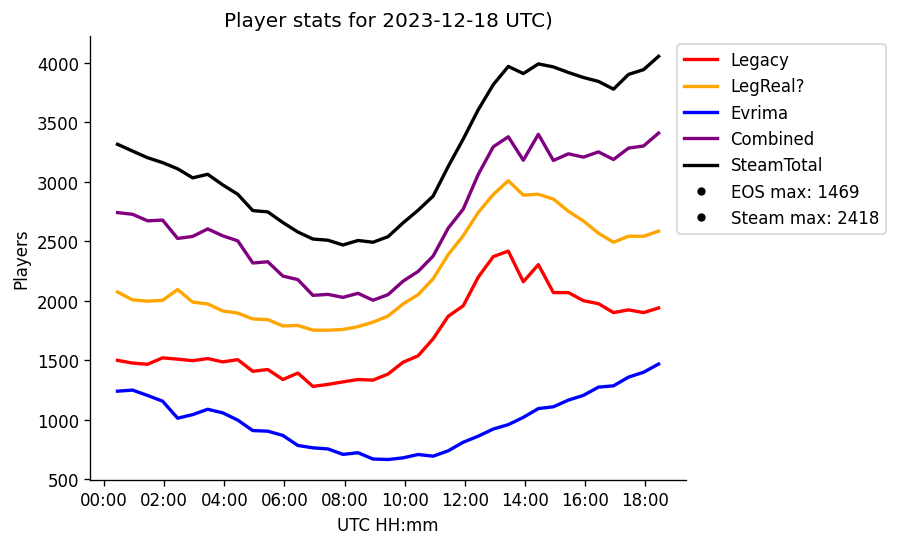 Player stats for 2023-12-18 UTC)
Players
4000
3500
3000
2500
2000
1500
1000
500
00:00 02:00 04:00 06:00 08:00 10:00 12:00 14:00 16:00 18:00
UTC HH:mm
Legacy
LegReal?
Evrima
Combined
SteamTotal
EOS max: 1469
Steam max: 2418